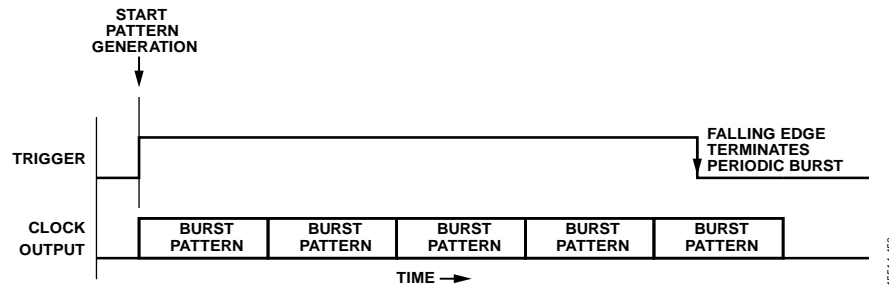 START
PATTERN
GENERATION
TRIGGER
FALLING EDGE
TERMINATES
PERIODIC BURST
CLOCK
OUTPUT
BURST
PATTERN
BURST
PATTERN
BURST
PATTERN
BURST
PATTERN
BURST
PATTERN
TIME